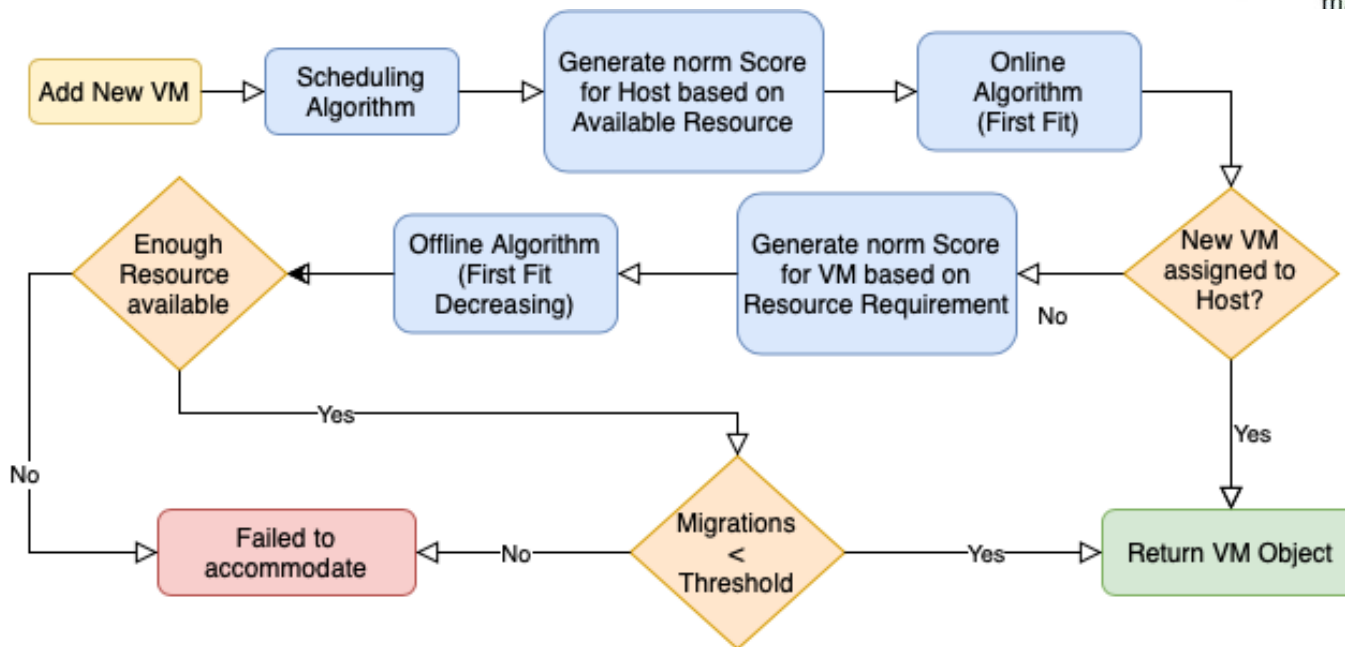 Add New VM
Scheduling
Algorithm
Generate norm Score
for Host based on
Available Resource
Online
Algorithm
(First Fit)
Enough
Resource
available
Offline Algorithm
(First Fit
Decreasing)
Generate norm Score
for VM based on
Resource Requirement
No
New VM
assigned to
Host?
Yes
Yes
No
Failed to
accommodate
No
Migrations
<
Threshold
Yes
Return VM Object